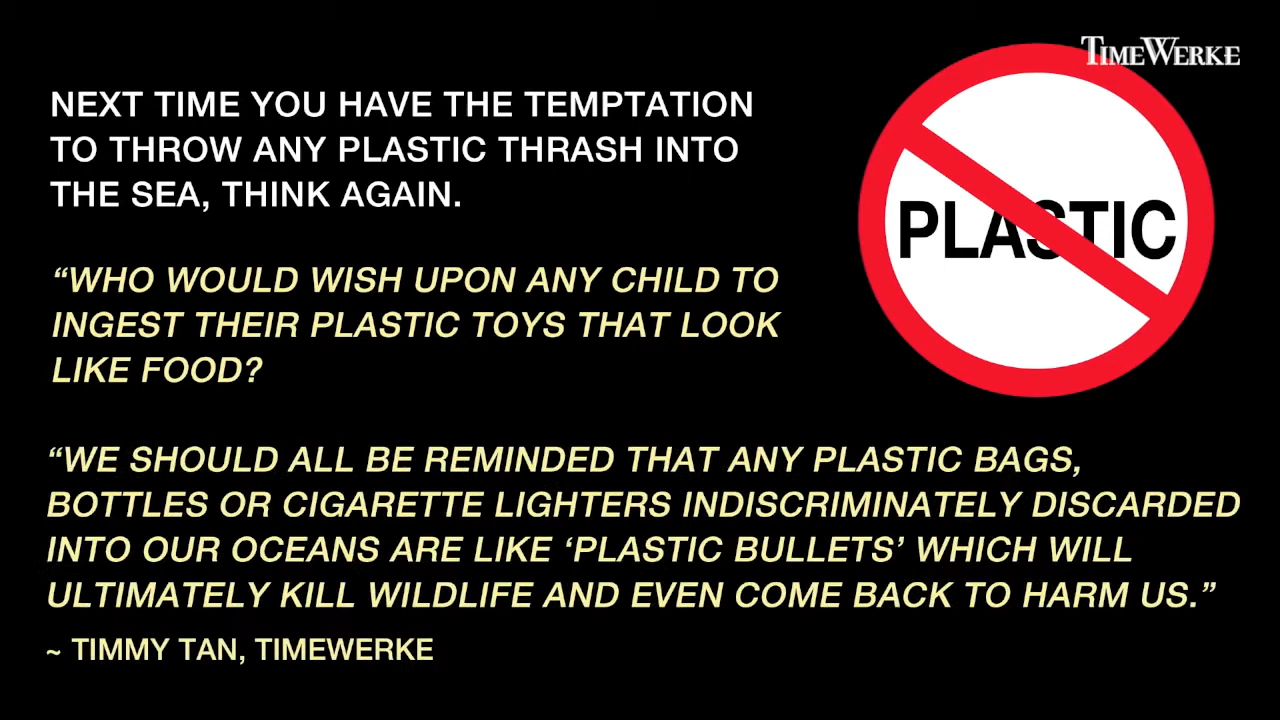 TIMEWERKE
NEXT TIME YOU HAVE THE TEMPTATION
TO THROW ANY PLASTIC THRASH INTO
THE SEA, THINK AGAIN.
PLASTIC
“WHO WOULD WISH UPON ANY CHILD TO
INGEST THEIR PLASTIC TOYS THAT LOOK
LIKE FOOD?
“WE SHOULD ALL BE REMINDED THAT ANY PLASTIC BAGS,
BOTTLES OR CIGARETTE LIGHTERS INDISCRIMINATELY DISCARDED
INTO OUR OCEANS ARE LIKE ‘PLASTIC BULLETS’ WHICH WILL
ULTIMATELY KILL WILDLIFE AND EVEN COME BACK TO HARM US.”
~ TIMMY TAN, TIMEWERKE